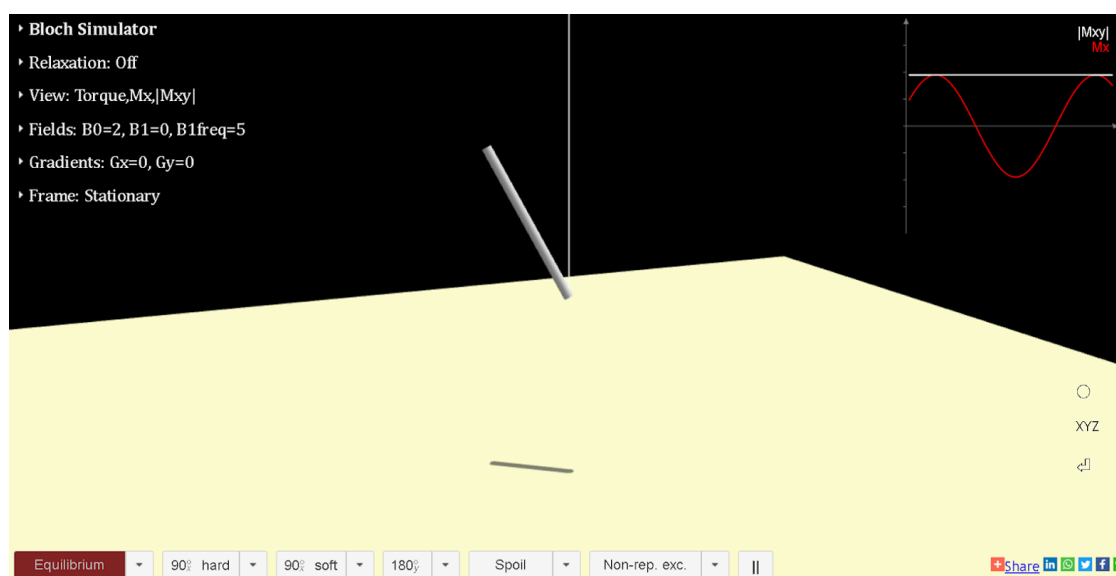 Bloch Simulator
Relaxation: Off
View: Torque,Mx,|Mxy|
Fields: B0=2, B1=0, B1freq=5
Gradients: Gx=0, Gy=0
Frame: Stationary
|Mxy|
Mx
XYZ
Equilibrium
90°ₓ hard
90°ₓ soft
180°ᵧ
Spoil
Non-rep. exc.
||
Share